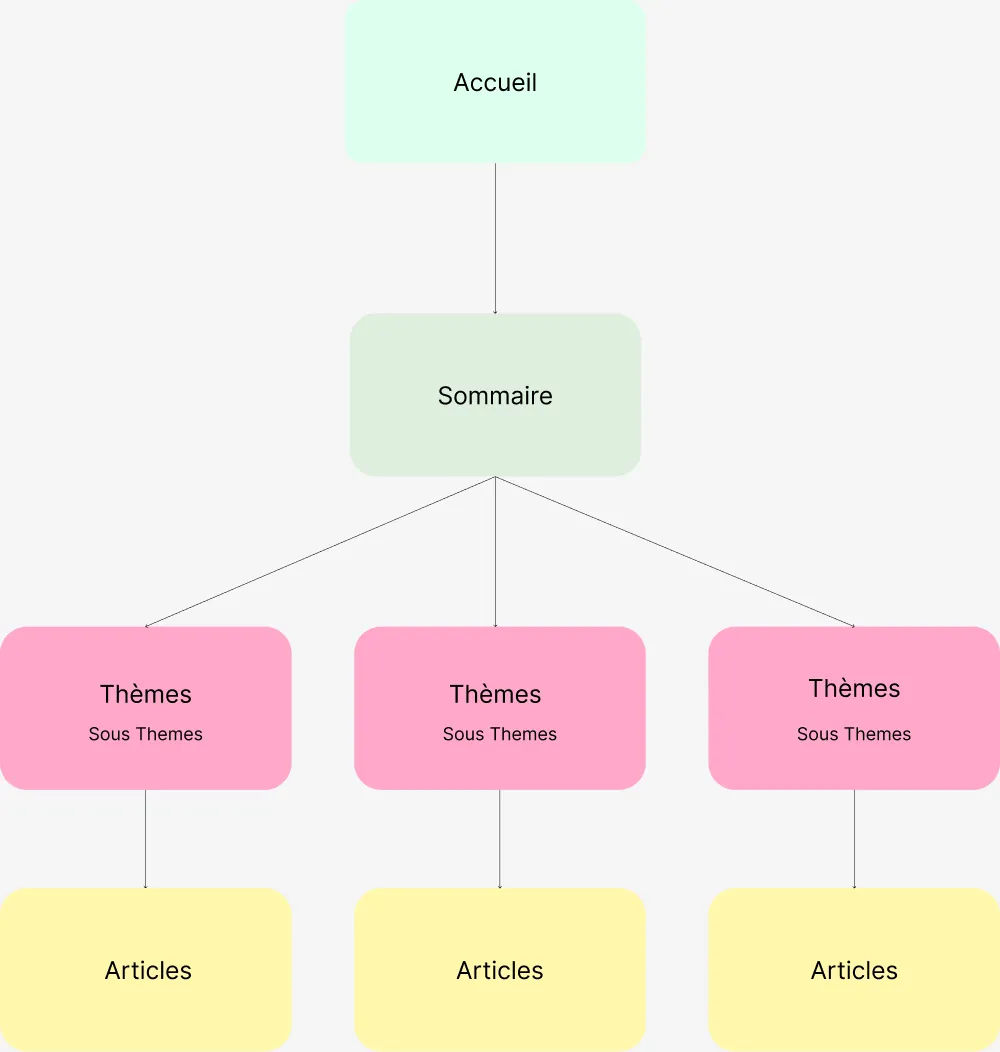 Accueil
Sommaire
Thèmes
Sous Themes
Thèmes
Sous Themes
Thèmes
Sous Themes
Articles
Articles
Articles